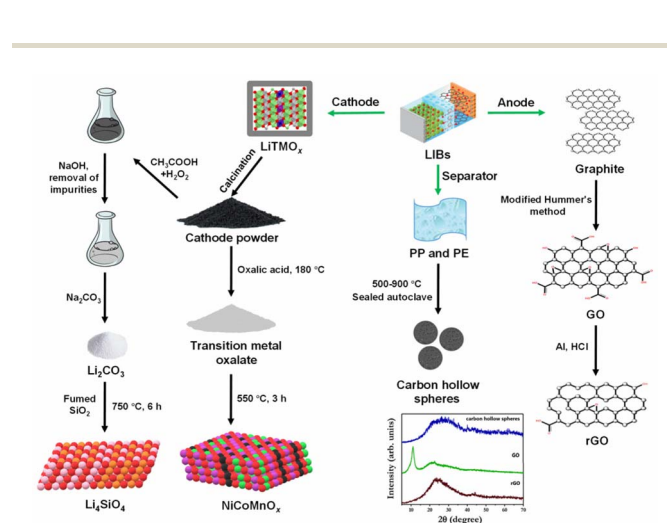 Cathode
Anode
LiTMOₓ
LIBs
Graphite
Calcination
CH₃COOH
+H₂O₂
NaOH,
removal of
impurities
Separator
Modified Hummer's
method
Cathode powder
PP and PE
Oxalic acid, 180 °C
500-900 °C
Sealed autoclave
GO
Na₂CO₃
Li₂CO₃
Transition metal
oxalate
Al, HCl
Carbon hollow
spheres
Fumed
SiO₂
750 °C, 6 h
550 °C, 3 h
rGO
Li₄SiO₄
NiCoMnOₓ
Intensity (arb. units)
carbon hollow spheres
GO
rGO
10 20 30 40 50 60 70
2θ (degree)